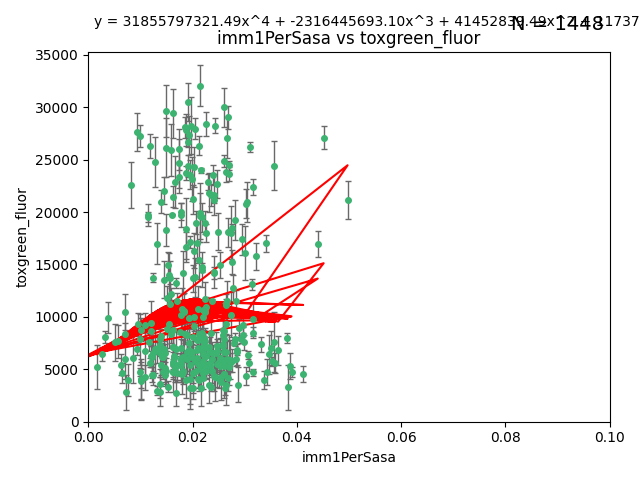 y = 31855797321.49x^4 + -2316445693.10x^3 + 
N = 1448
imm1PerSasa vs toxgreen_fluor
35000
30000
25000
20000
15000
10000
5000
0
toxgreen_fluor
0.00 0.02 0.04 0.06 0.08 0.10
imm1PerSasa